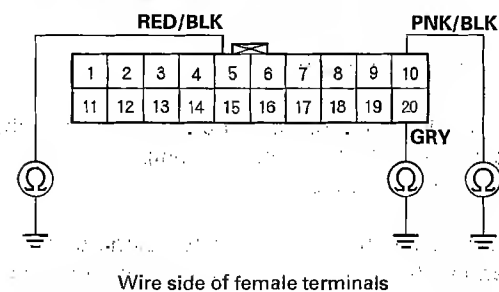 RED/BLK PNK/BLK
1 2 3 4 5 6 7 8 9 10
11 12 13 14 15 16 17 18 19 20
GRY
Ω Ω Ω
Wire side of female terminals